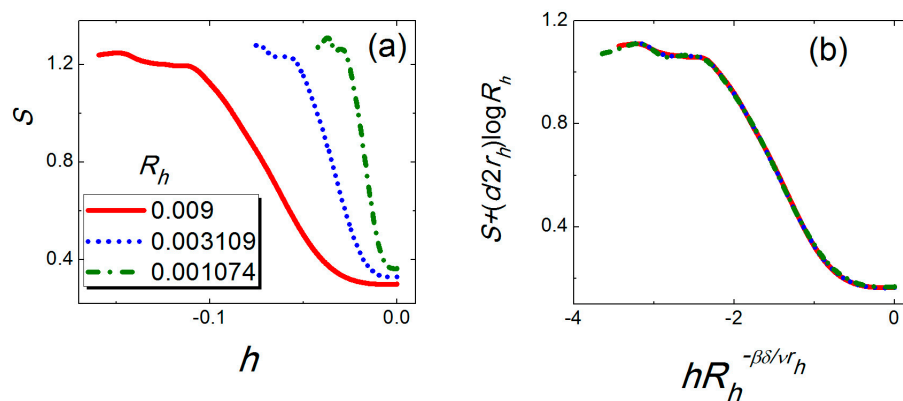 (a)
S
1.2
0.8
0.4
R_h
0.009
0.003109
0.001074
-0.1
0.0
h
(b)
S+(d2r_h)logR_h
1.2
0.8
0.4
-4
-2
0
hR_h^{-βδ/νr_h}